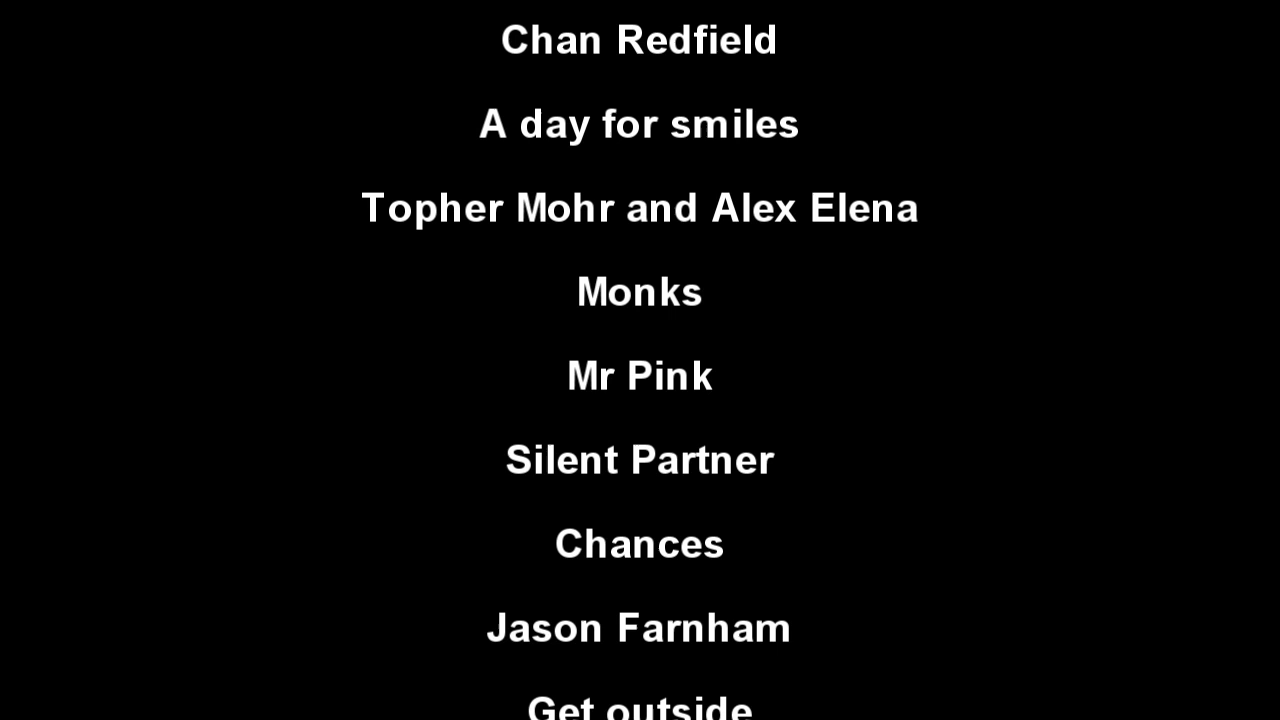 Chan Redfield
A day for smiles
Topher Mohr and Alex Elena
Monks
Mr Pink
Silent Partner
Chances
Jason Farnham
Get outside